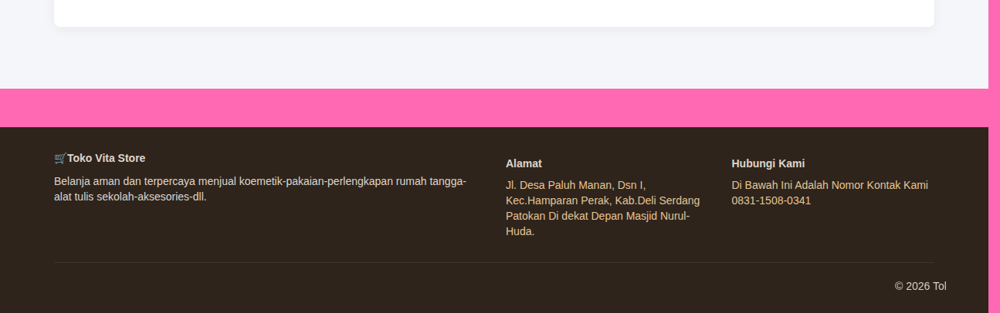 Toko Vita Store
Belanja aman dan terpercaya menjual koemetik-pakaian-perlengkapan rumah tangga-
alat tulis sekolah-aksesories-dll.
Alamat
Jl. Desa Paluh Manan, Dsn I,
Kec.Hamparan Perak, Kab.Deli Serdang
Patokan Di dekat Depan Masjid Nurul-
Huda.
Hubungi Kami
Di Bawah Ini Adalah Nomor Kontak Kami
0831-1508-0341
© 2026 Tol